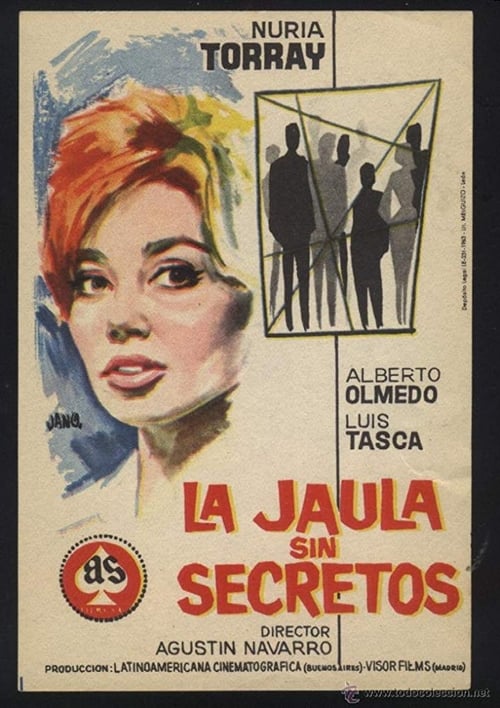 NURIA
TORRAY
ALBERTO
OLMEDO
LUIS
TASCA
JANO.
LA JAULA
SIN
SECRETOS
as
DIRECTOR
AGUSTIN NAVARRO
PRODUCCION: LATINOAMERICANA CINEMATOGRAFICA (BUENOS AIRES) - VISOR FILMS (MADRID)
www.todocoleccion.net